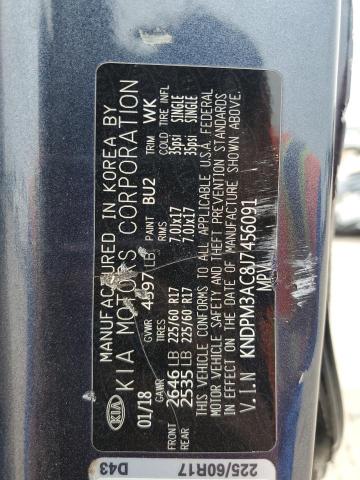 MANUFACTURED IN KOREA BY
KIA MOTORS CORPORATION
KIA
01/18 GVWR 4597 LB PAINT BU2 TRIM WK
GAWR TIRES RIMS COLD TIRE INFL
FRONT 2646 LB 225/60 R17 7.0Jx17 35psi SINGLE
REAR 2535 LB 225/60 R17 7.0Jx17 35psi SINGLE
THIS VEHICLE CONFORMS TO ALL APPLICABLE U.S.A. FEDERAL
MOTOR VEHICLE SAFETY AND THEFT PREVENTION STANDARDS
IN EFFECT ON THE DATE OF MANUFACTURE SHOWN ABOVE.
V.I.N KNDPM3AC8J7456091
MPV
D43 225/60R17